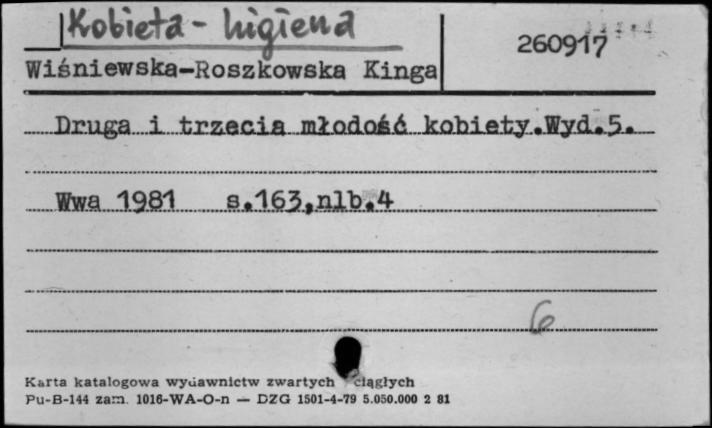 Kobieta - higiena
260917
Wiśniewska-Roszkowska Kinga
Druga i trzecia młodość kobiety.Wyd.5.
Wwa 1981 s.163,nlb.4
6
Karta katalogowa wydawnictw zwartych ciągłych
Pu-B-144 zam. 1016-WA-O-n — DZG 1501-4-79 5.050.000 2 81